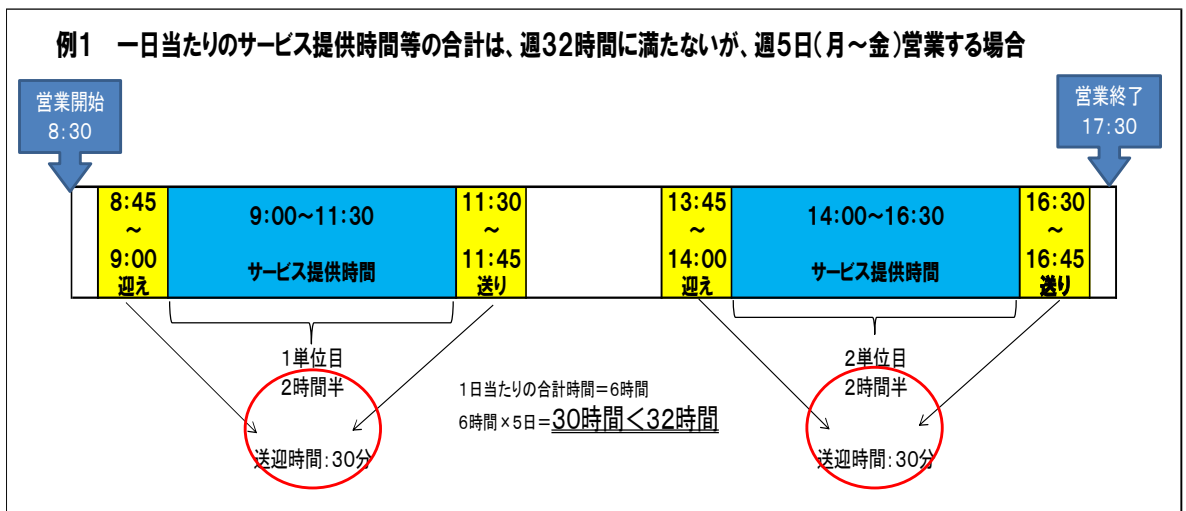 例1　一日当たりのサービス提供時間等の合計は、週32時間に満たないが、週5日(月～金)営業する場合
営業開始
8:30
営業終了
17:30
8:45
～
9:00
迎え
9:00~11:30
サービス提供時間
11:30
～
11:45
送り
13:45
～
14:00
迎え
14:00~16:30
サービス提供時間
16:30
～
16:45
送り
1単位目
2時間半
送迎時間:30分
1日当たりの合計時間=6時間
6時間×5日=30時間<32時間
2単位目
2時間半
送迎時間:30分